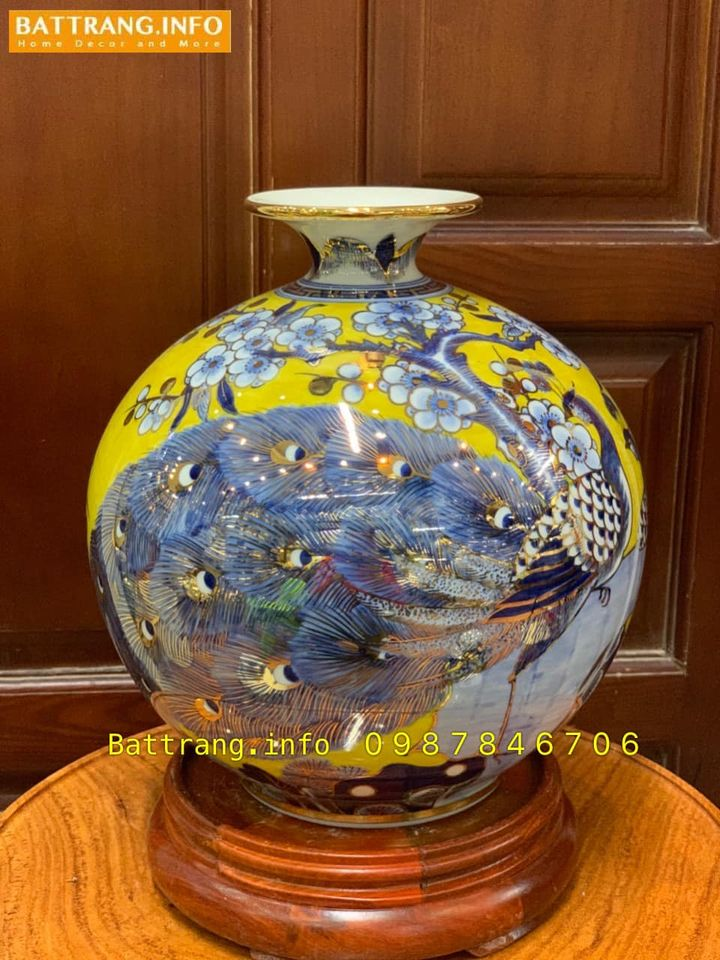 BATTRANG.INFO
Home Decor and More
Battrang.info 0987846706